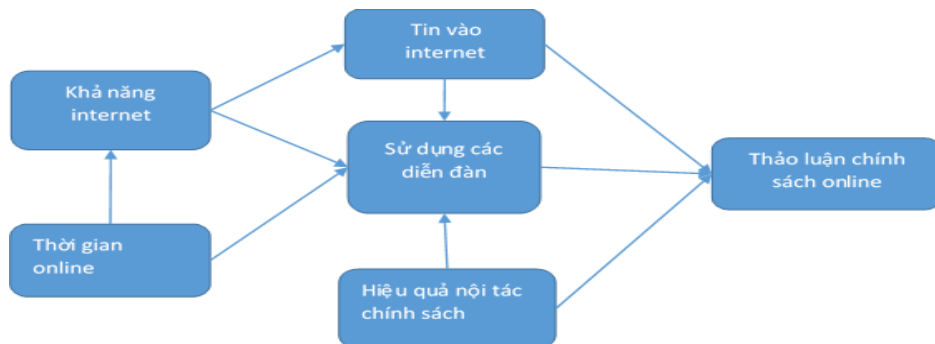 Tin vào
internet
Khả năng
internet
Sử dụng các
diễn đàn
Thảo luận chính
sách online
Thời gian
online
Hiệu quả nội tác
chính sách